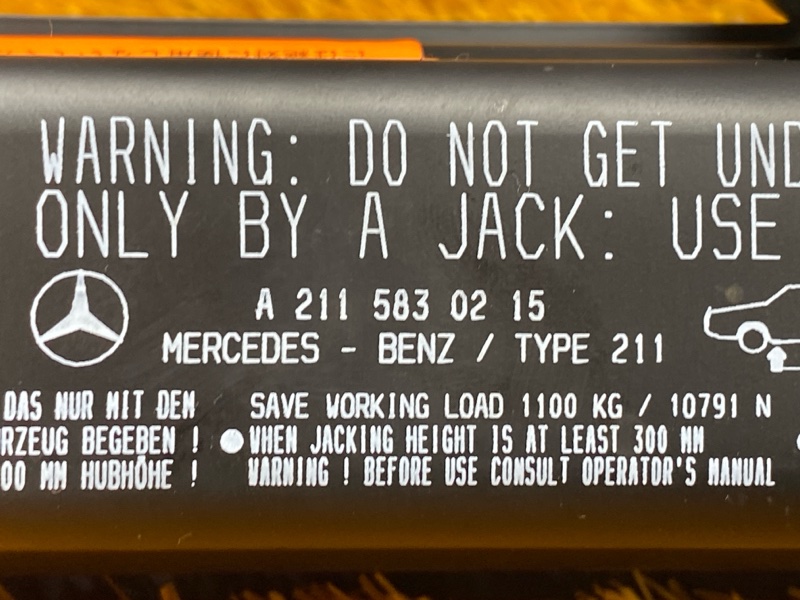 WARNING: DO NOT GET UND
ONLY BY A JACK: USE
A 211 583 02 15
MERCEDES - BENZ / TYPE 211
DAS NUR MIT DEM
RZEUG BEGEBEN !
00 MM HUBHÖHE !
SAVE WORKING LOAD 1100 KG / 10791 N
WHEN JACKING HEIGHT IS AT LEAST 300 MM
WARNING ! BEFORE USE CONSULT OPERATOR'S MANUAL